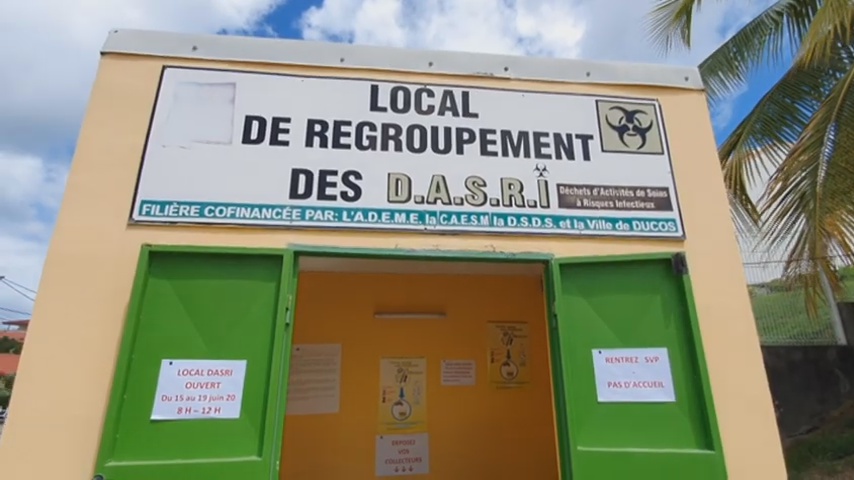 LOCAL
DE REGROUPEMENT
DES D.A.S.R.I
Déchets d'Activités de Soins
à Risques Infectieux
FILIÈRE COFINANCÉE PAR: L'A.D.E.M.E, la C.A.E.S.M la D.S.D.S, et la Ville de DUCOS
LOCAL DASRI
OUVERT
Du 15 au 19 juin 20
8 H – 12 H
RENTREZ SVP
PAS D'ACCUEIL
DEPOSEZ
VOS
COLLECTEURS